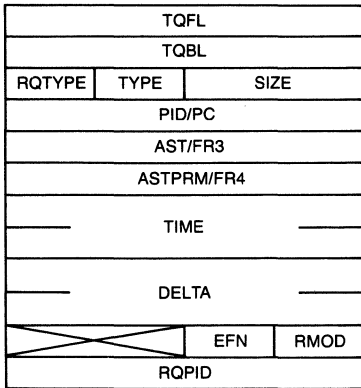 TQFL
TQBL
RQTYPE TYPE SIZE
PID/PC
AST/FR3
ASTPRM/FR4
TIME
DELTA
EFN RMOD
RQPID